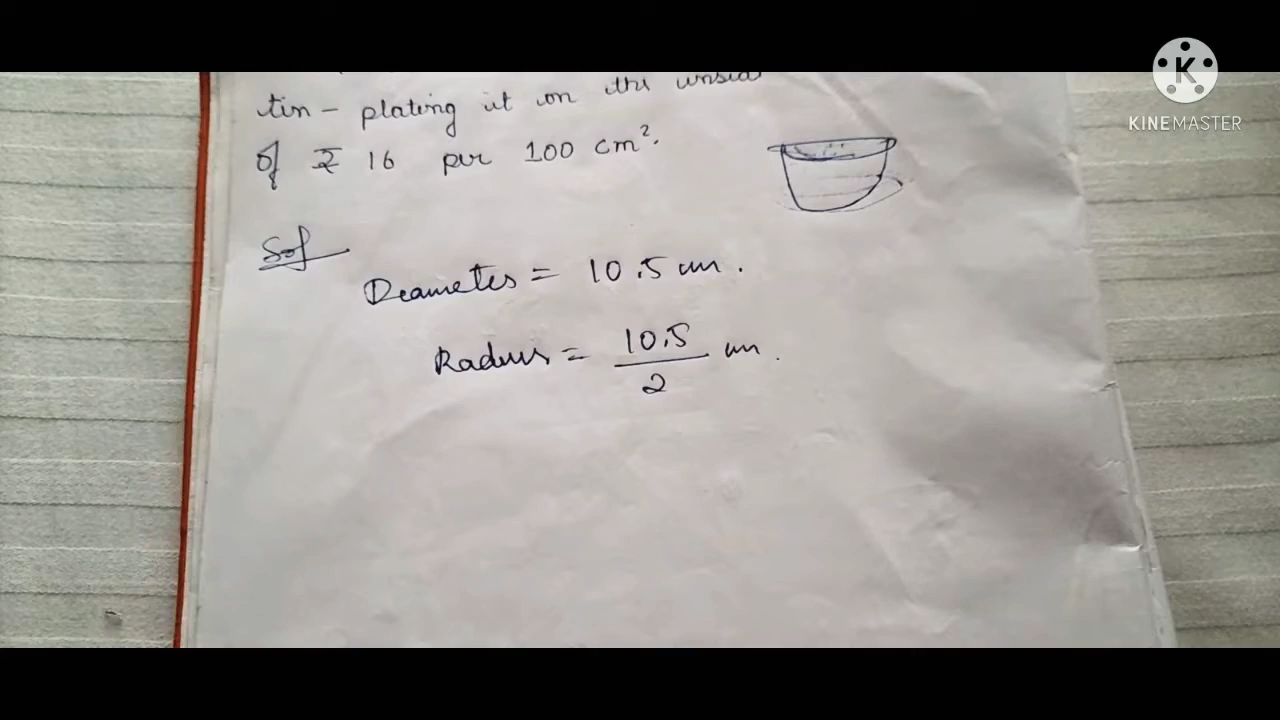 tin - plating it on the
of ₹ 16 per 100 cm².
Sol
Diameter = 10.5 cm.
Radius = 10.5/2 cm.
K
KINEMASTER